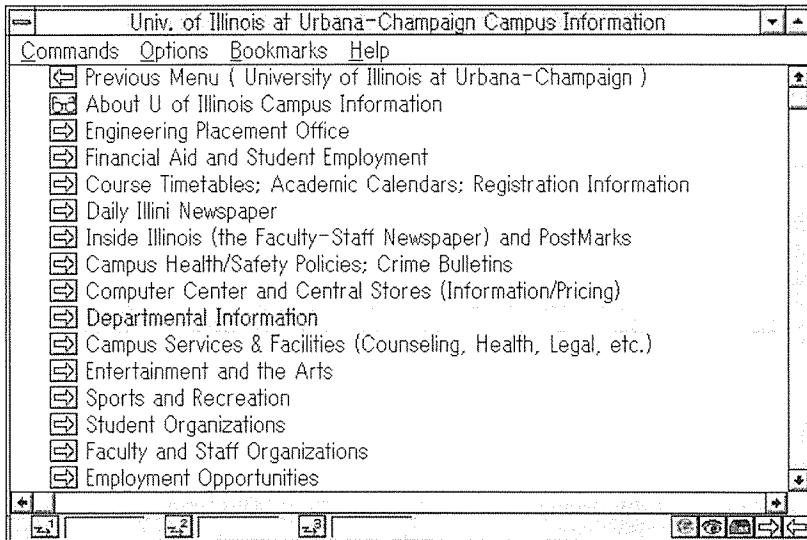 Univ. of Illinois at Urbana-Champaign Campus Information
Commands Options Bookmarks Help
Previous Menu ( University of Illinois at Urbana-Champaign )
About U of Illinois Campus Information
Engineering Placement Office
Financial Aid and Student Employment
Course Timetables; Academic Calendars; Registration Information
Daily Illini Newspaper
Inside Illinois (the Faculty-Staff Newspaper) and PostMarks
Campus Health/Safety Policies; Crime Bulletins
Computer Center and Central Stores (Information/Pricing)
Departmental Information
Campus Services & Facilities (Counseling, Health, Legal, etc.)
Entertainment and the Arts
Sports and Recreation
Student Organizations
Faculty and Staff Organizations
Employment Opportunities
1 2 3